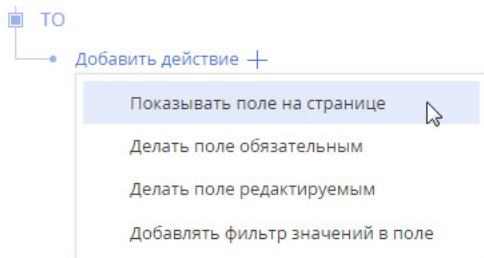 ТО
Добавить действие +
Показывать поле на странице
Делать поле обязательным
Делать поле редактируемым
Добавлять фильтр значений в поле